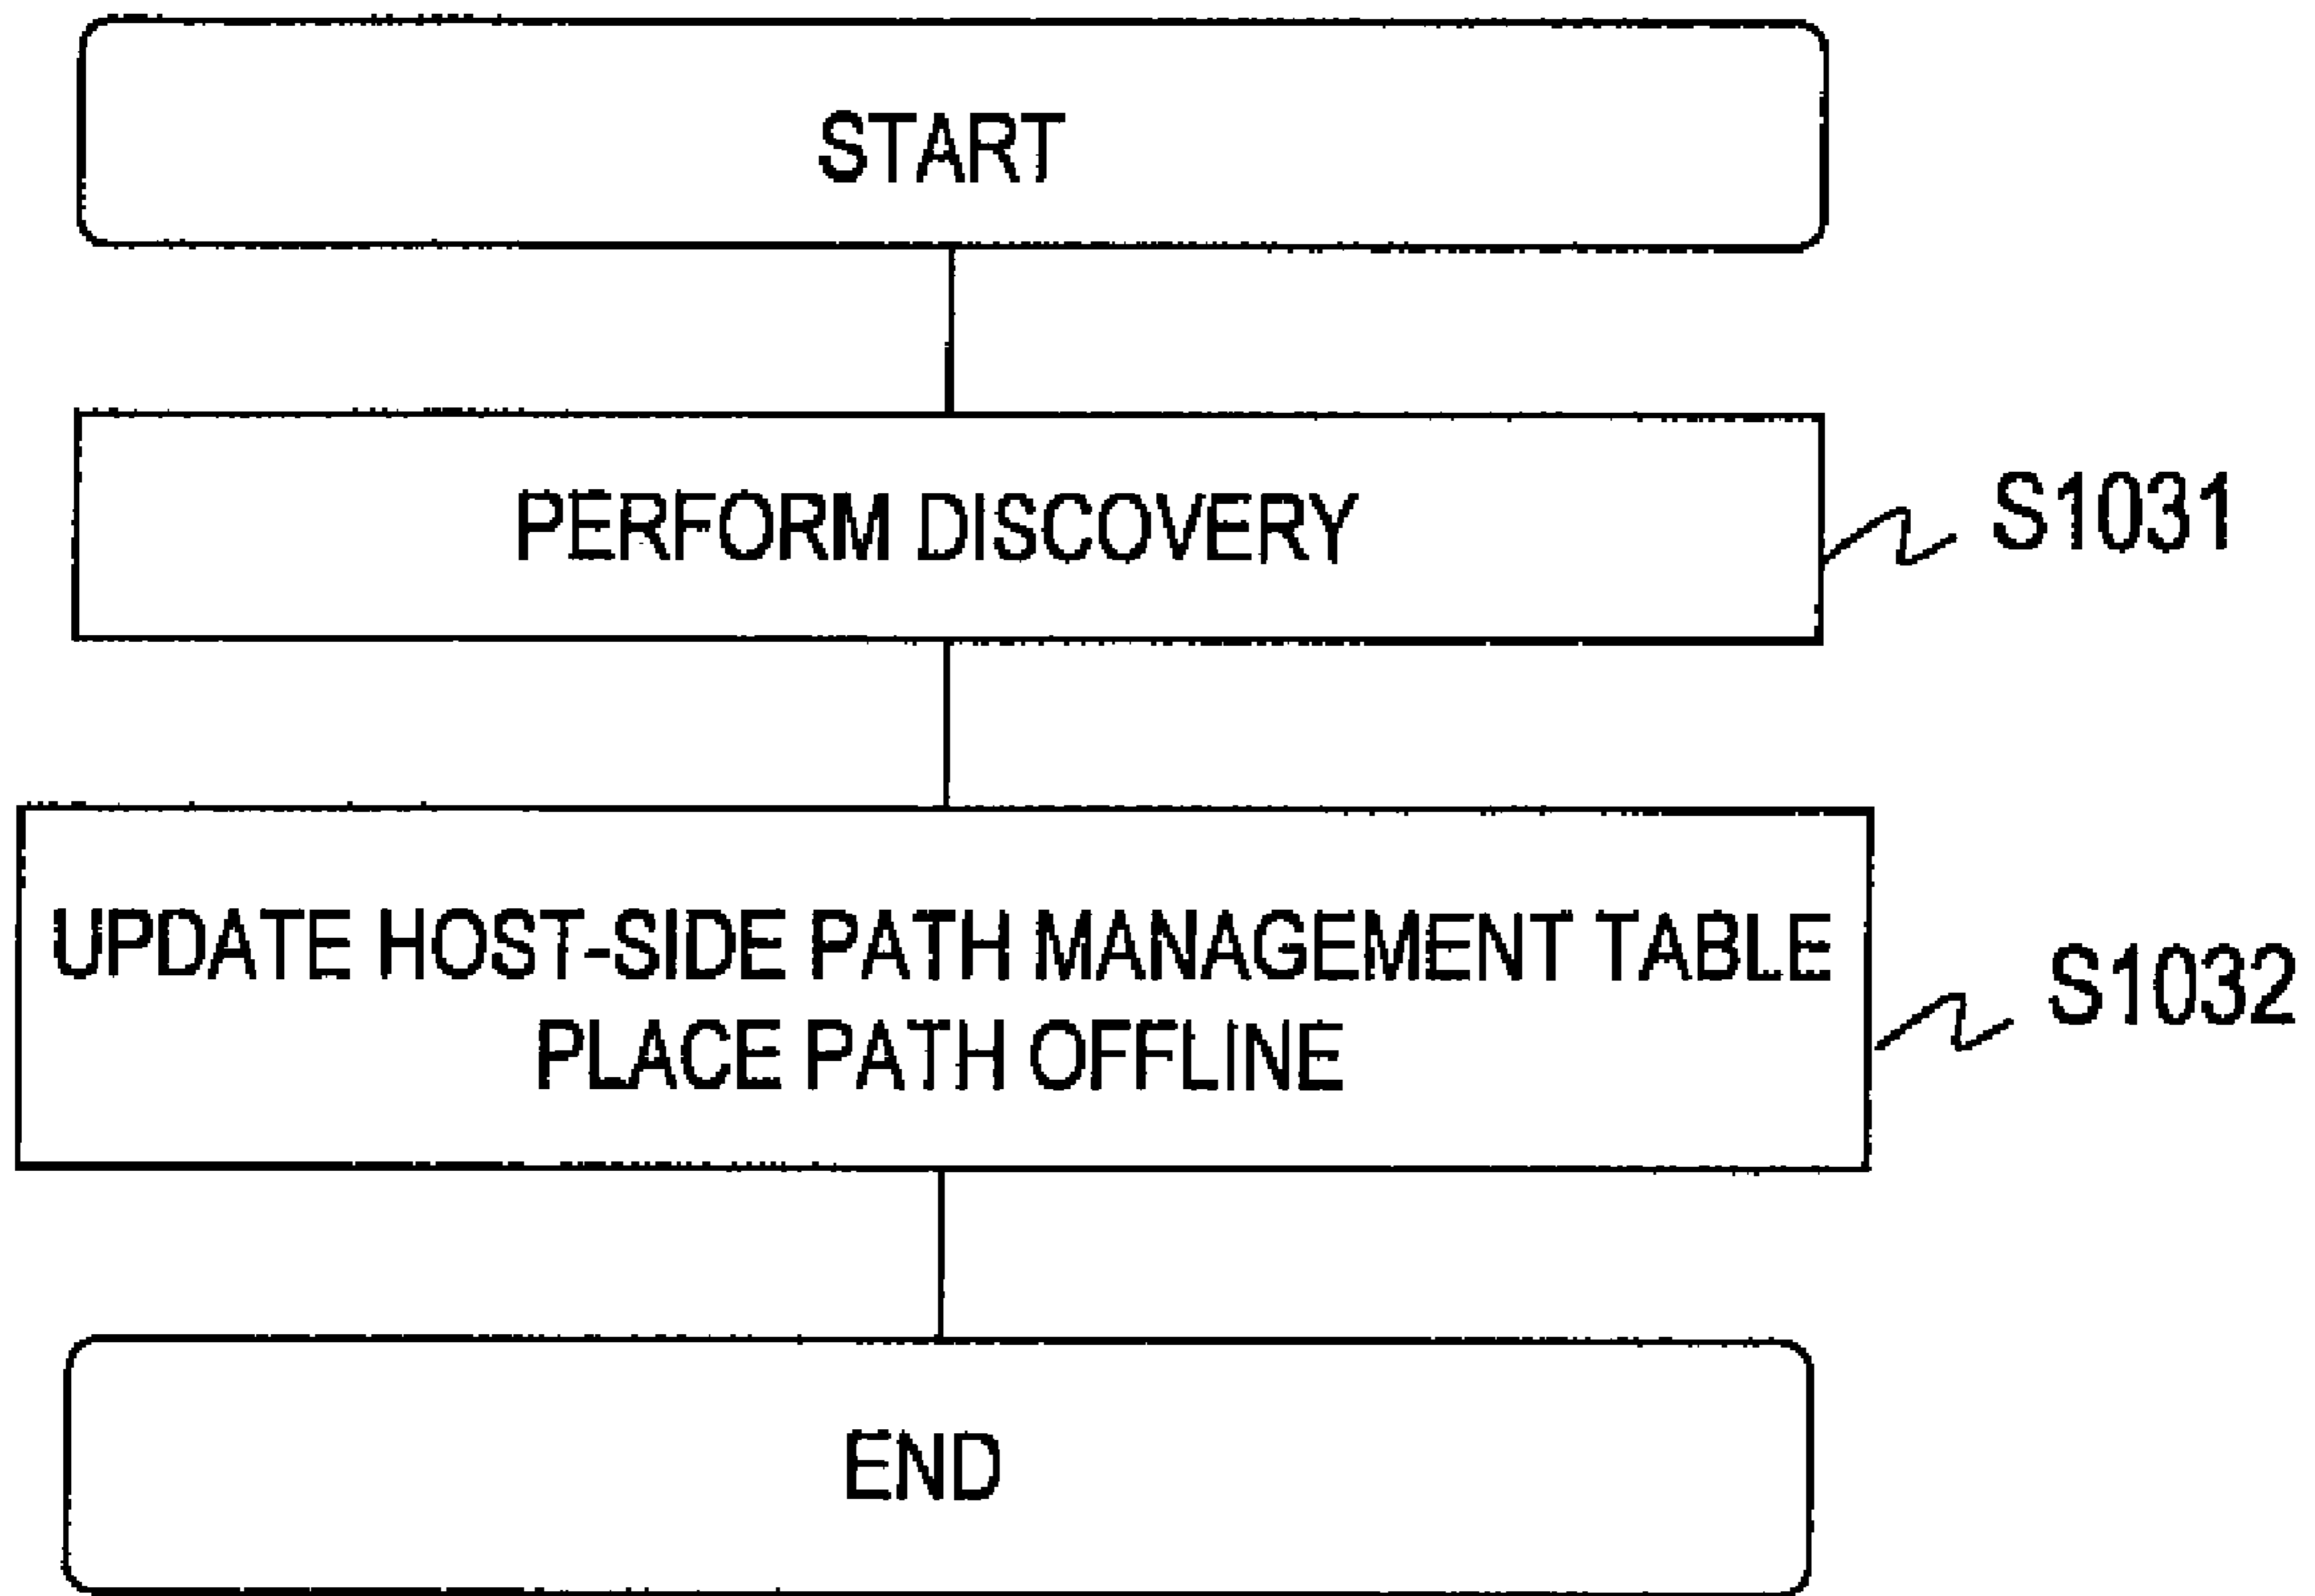 START
PERFORM DISCOVERY
S1031
UPDATE HOST-SIDE PATH MANAGEMENT TABLE
PLACE PATH OFFLINE
S1032
END